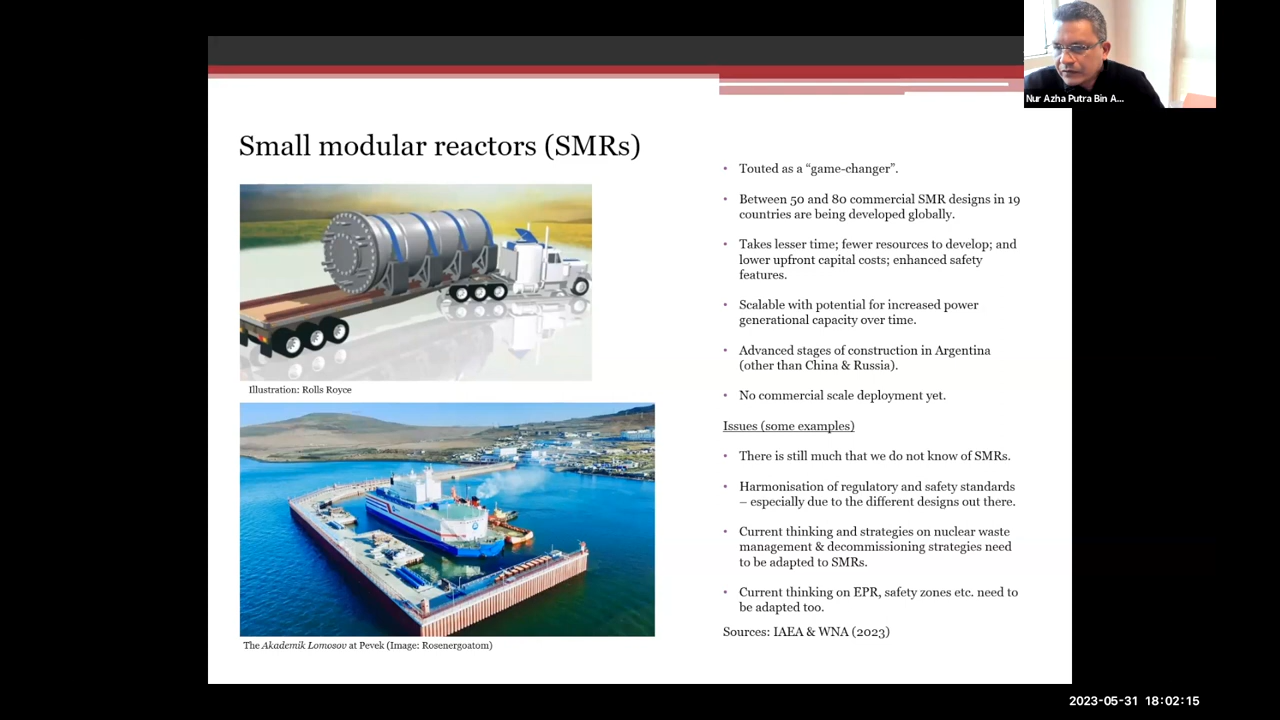 Nur Azha Putra Bin A...
Small modular reactors (SMRs)
Illustration: Rolls Royce
The Akademik Lomosov at Pevek (Image: Rosenergoatom)
• Touted as a “game-changer”.
• Between 50 and 80 commercial SMR designs in 19
countries are being developed globally.
• Takes lesser time; fewer resources to develop; and
lower upfront capital costs; enhanced safety
features.
• Scalable with potential for increased power
generational capacity over time.
• Advanced stages of construction in Argentina
(other than China & Russia).
• No commercial scale deployment yet.
Issues (some examples)
• There is still much that we do not know of SMRs.
• Harmonisation of regulatory and safety standards
– especially due to the different designs out there.
• Current thinking and strategies on nuclear waste
management & decommissioning strategies need
to be adapted to SMRs.
• Current thinking on EPR, safety zones etc. need to
be adapted too.
Sources: IAEA & WNA (2023)
2023-05-31 18:02:15